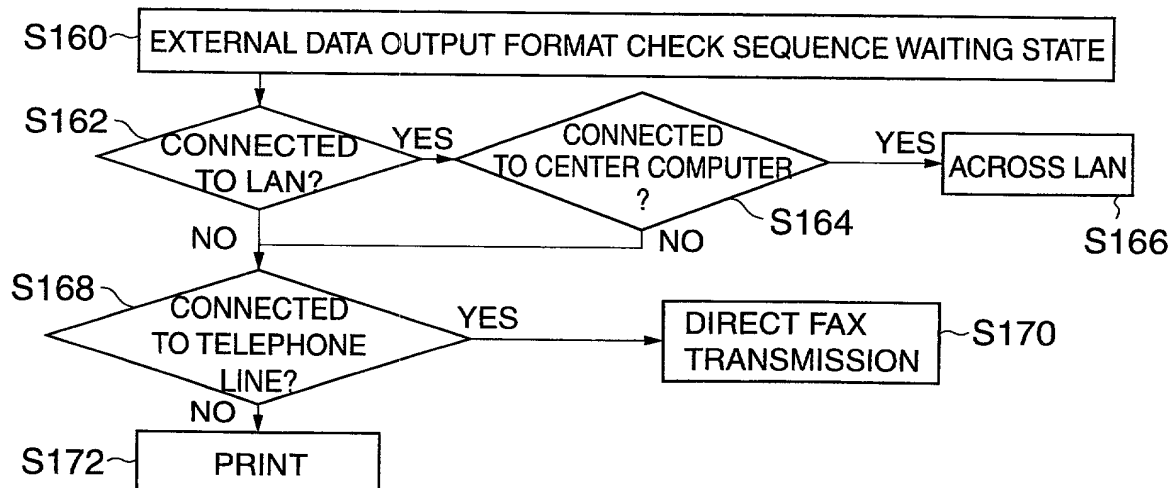 S160
EXTERNAL DATA OUTPUT FORMAT CHECK SEQUENCE WAITING STATE
S162
CONNECTED
TO LAN?
YES
CONNECTED
TO CENTER COMPUTER
?
S164
YES
ACROSS LAN
S166
NO
NO
S168
CONNECTED
TO TELEPHONE
LINE?
YES
DIRECT FAX
TRANSMISSION
S170
NO
S172
PRINT